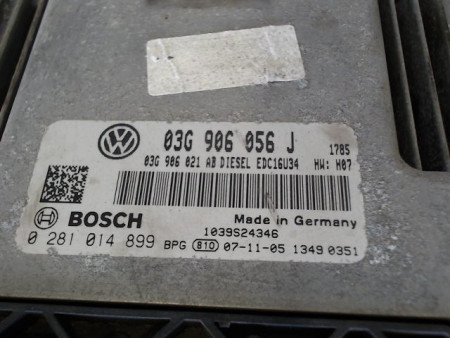 03G 906 056 J 1785
03G 906 021 AB DIESEL EDC16U34 HW: H07
BOSCH Made in Germany
1039S24346
0 281 014 899 BPG 810 07-11-05 1349 0351